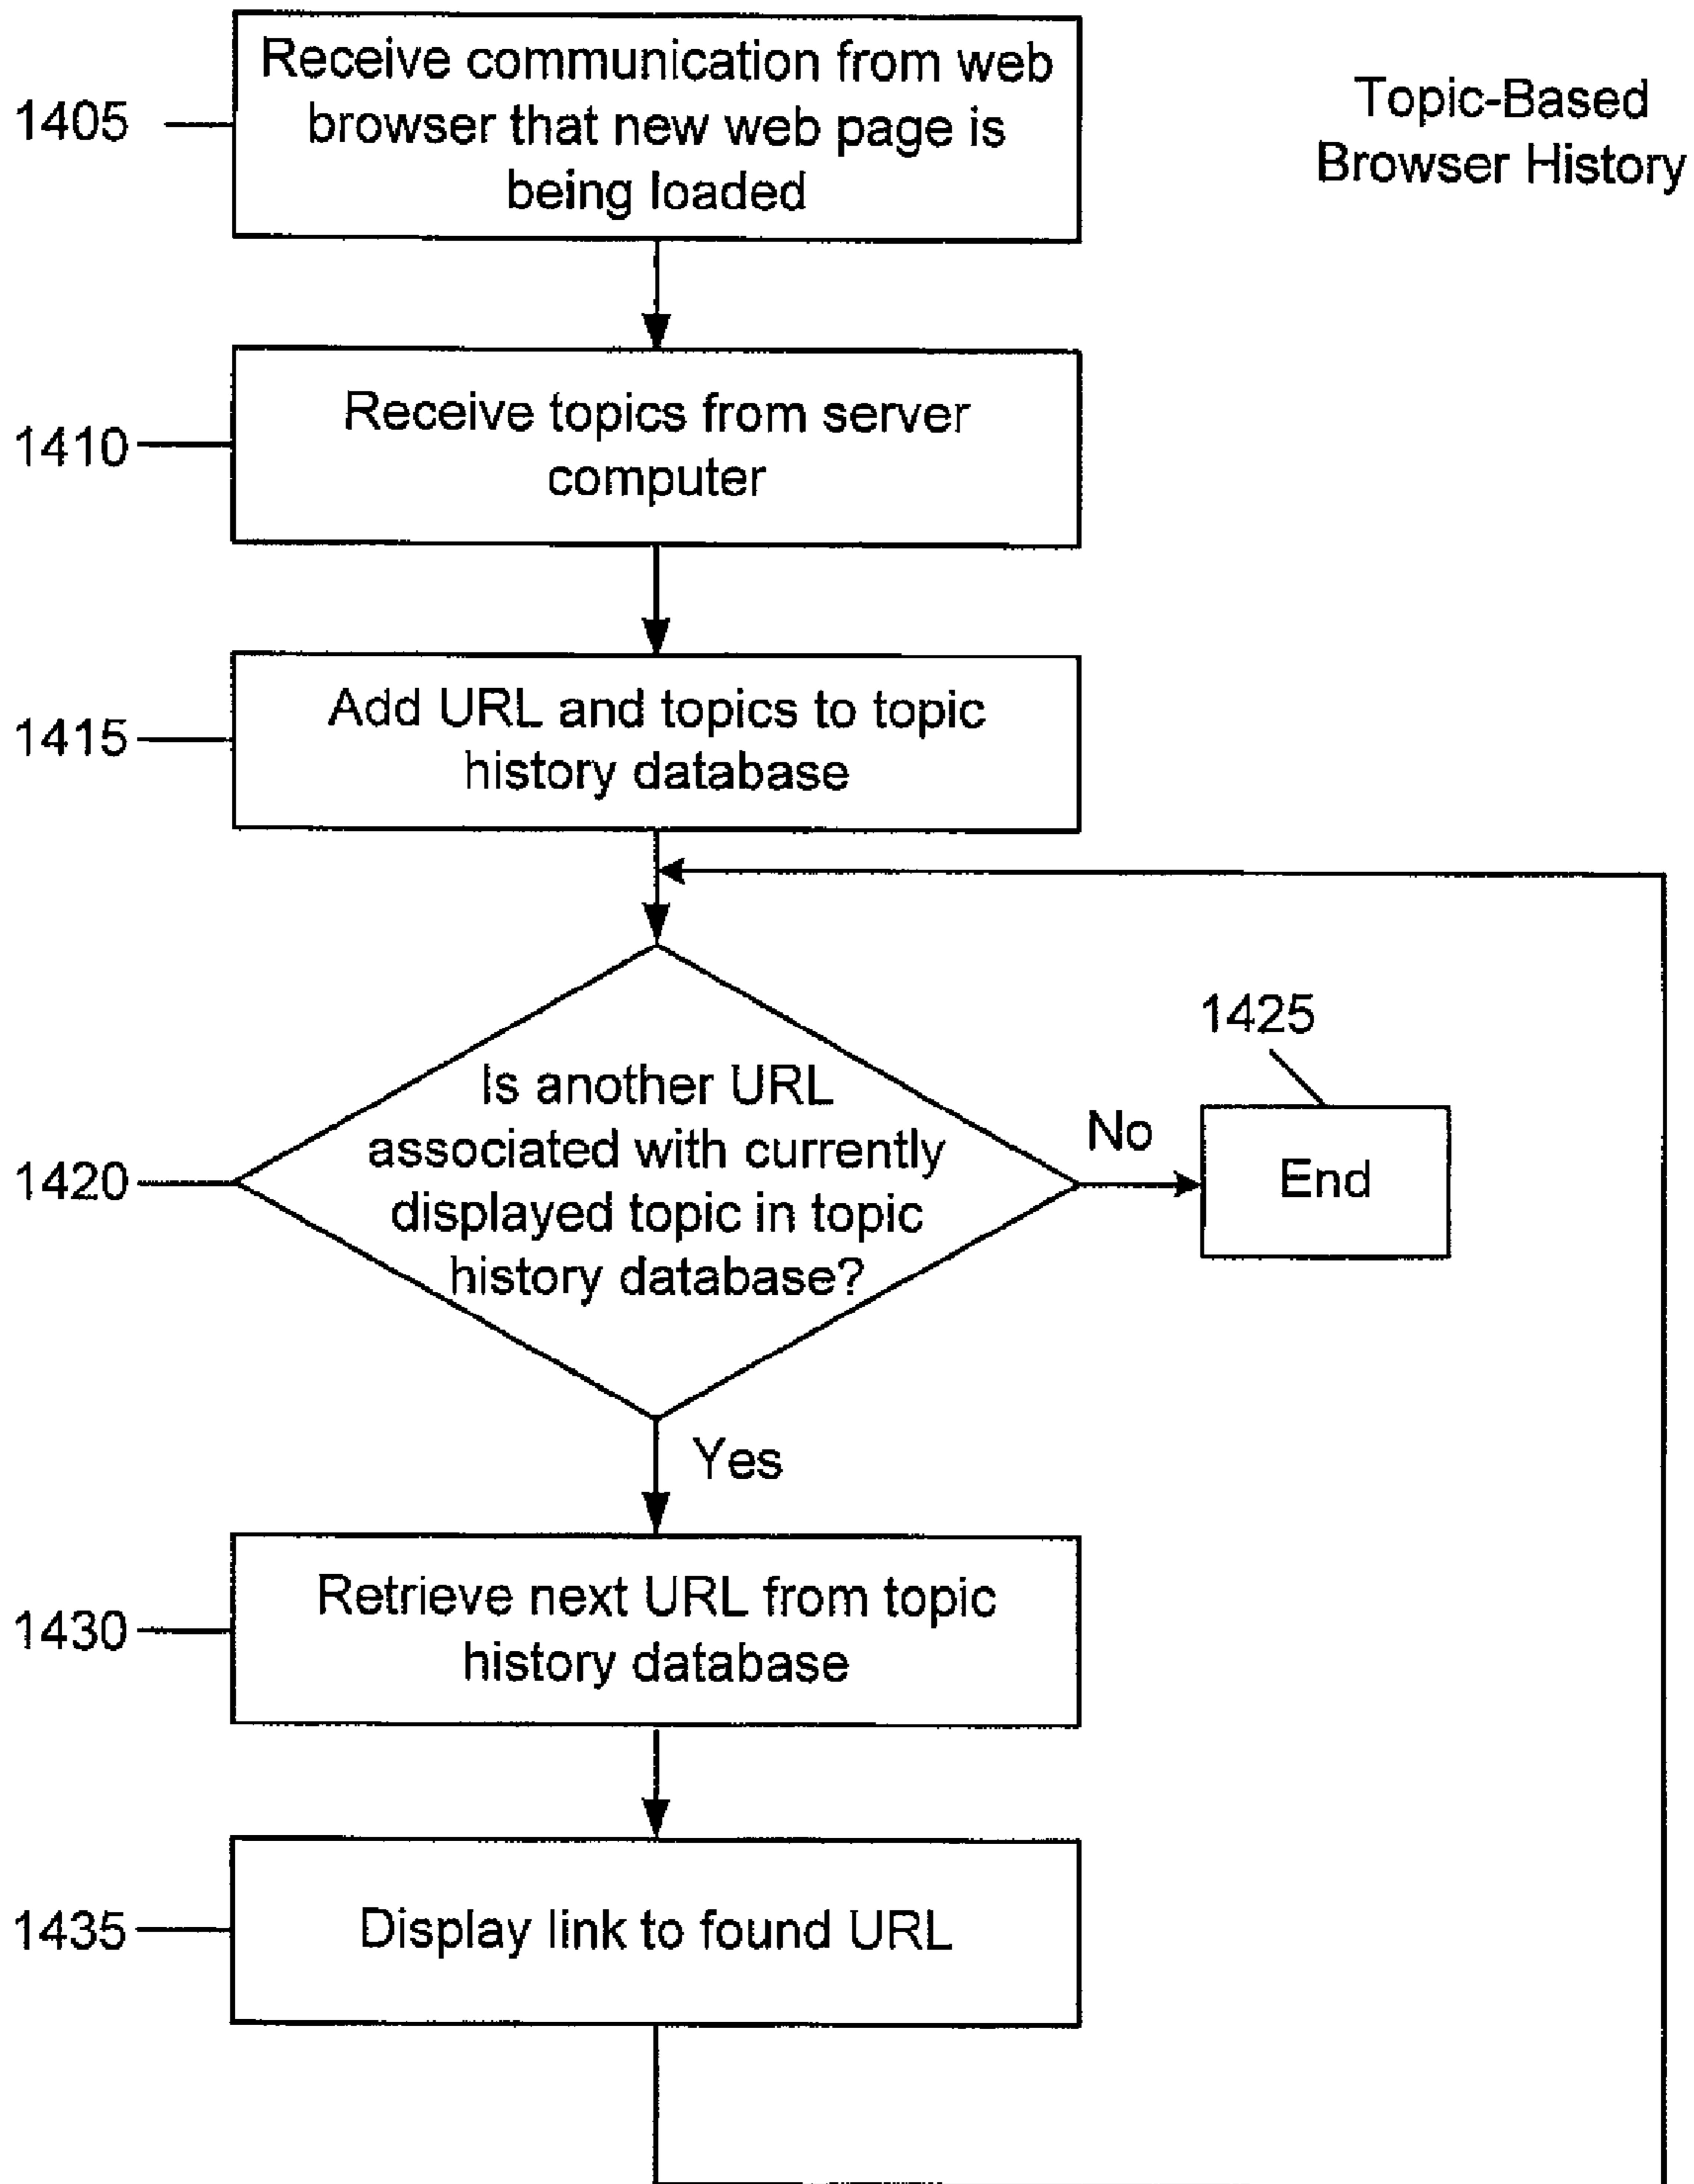 Receive communication from web
browser that new web page is
being loaded
1405
Topic-Based
Browser History
Receive topics from server
computer
1410
Add URL and topics to topic
history database
1415
1425
Is another URL
associated with currently
displayed topic in topic
history database?
1420
No
End
Yes
Retrieve next URL from topic
history database
1430
Display link to found URL
1435